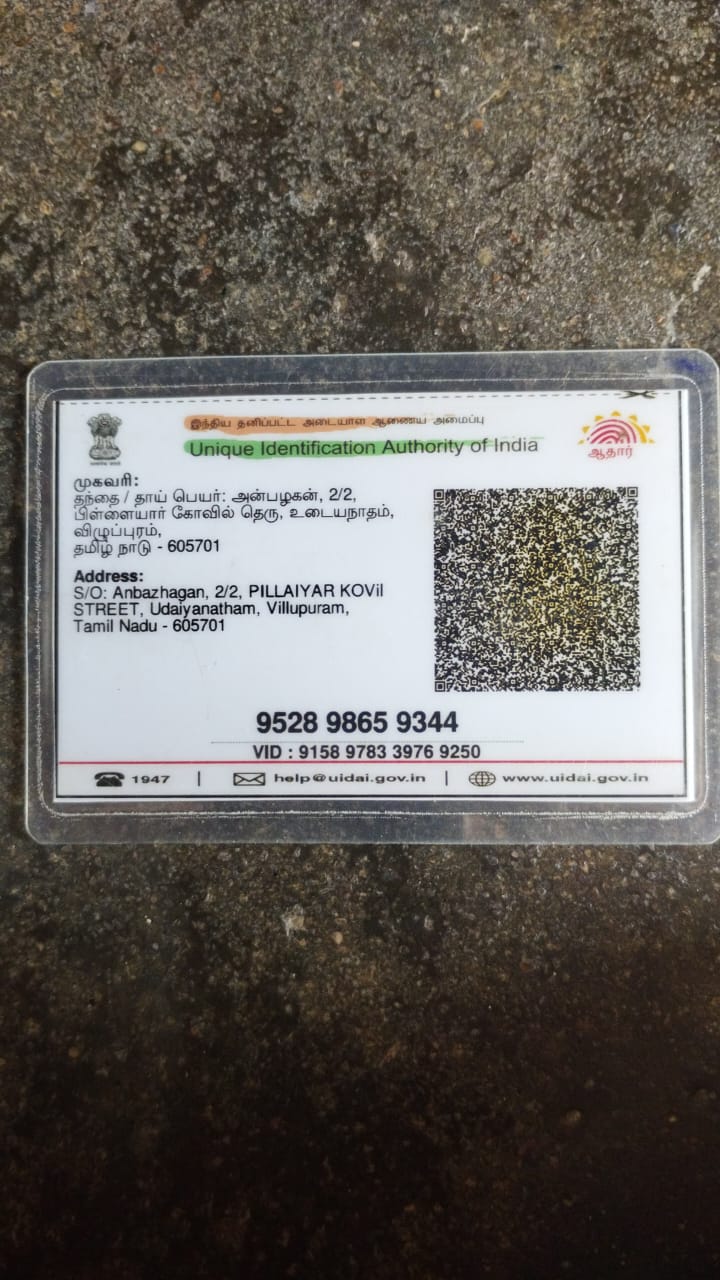 இந்திய தனிப்பட்ட அடையாள ஆணைய அமைப்பு
Unique Identification Authority of India
ஆதார்
முகவரி:
தந்தை / தாய் பெயர்: அன்பழகன், 2/2,
பிள்ளையார் கோவில் தெரு, உடையநாதம்,
விழுப்புரம்,
தமிழ் நாடு - 605701
Address:
S/O: Anbazhagan, 2/2, PILLAIYAR KOVil
STREET, Udaiyanatham, Villupuram,
Tamil Nadu - 605701
9528 9865 9344
VID : 9158 9783 3976 9250
1947 | help@uidai.gov.in | www.uidai.gov.in